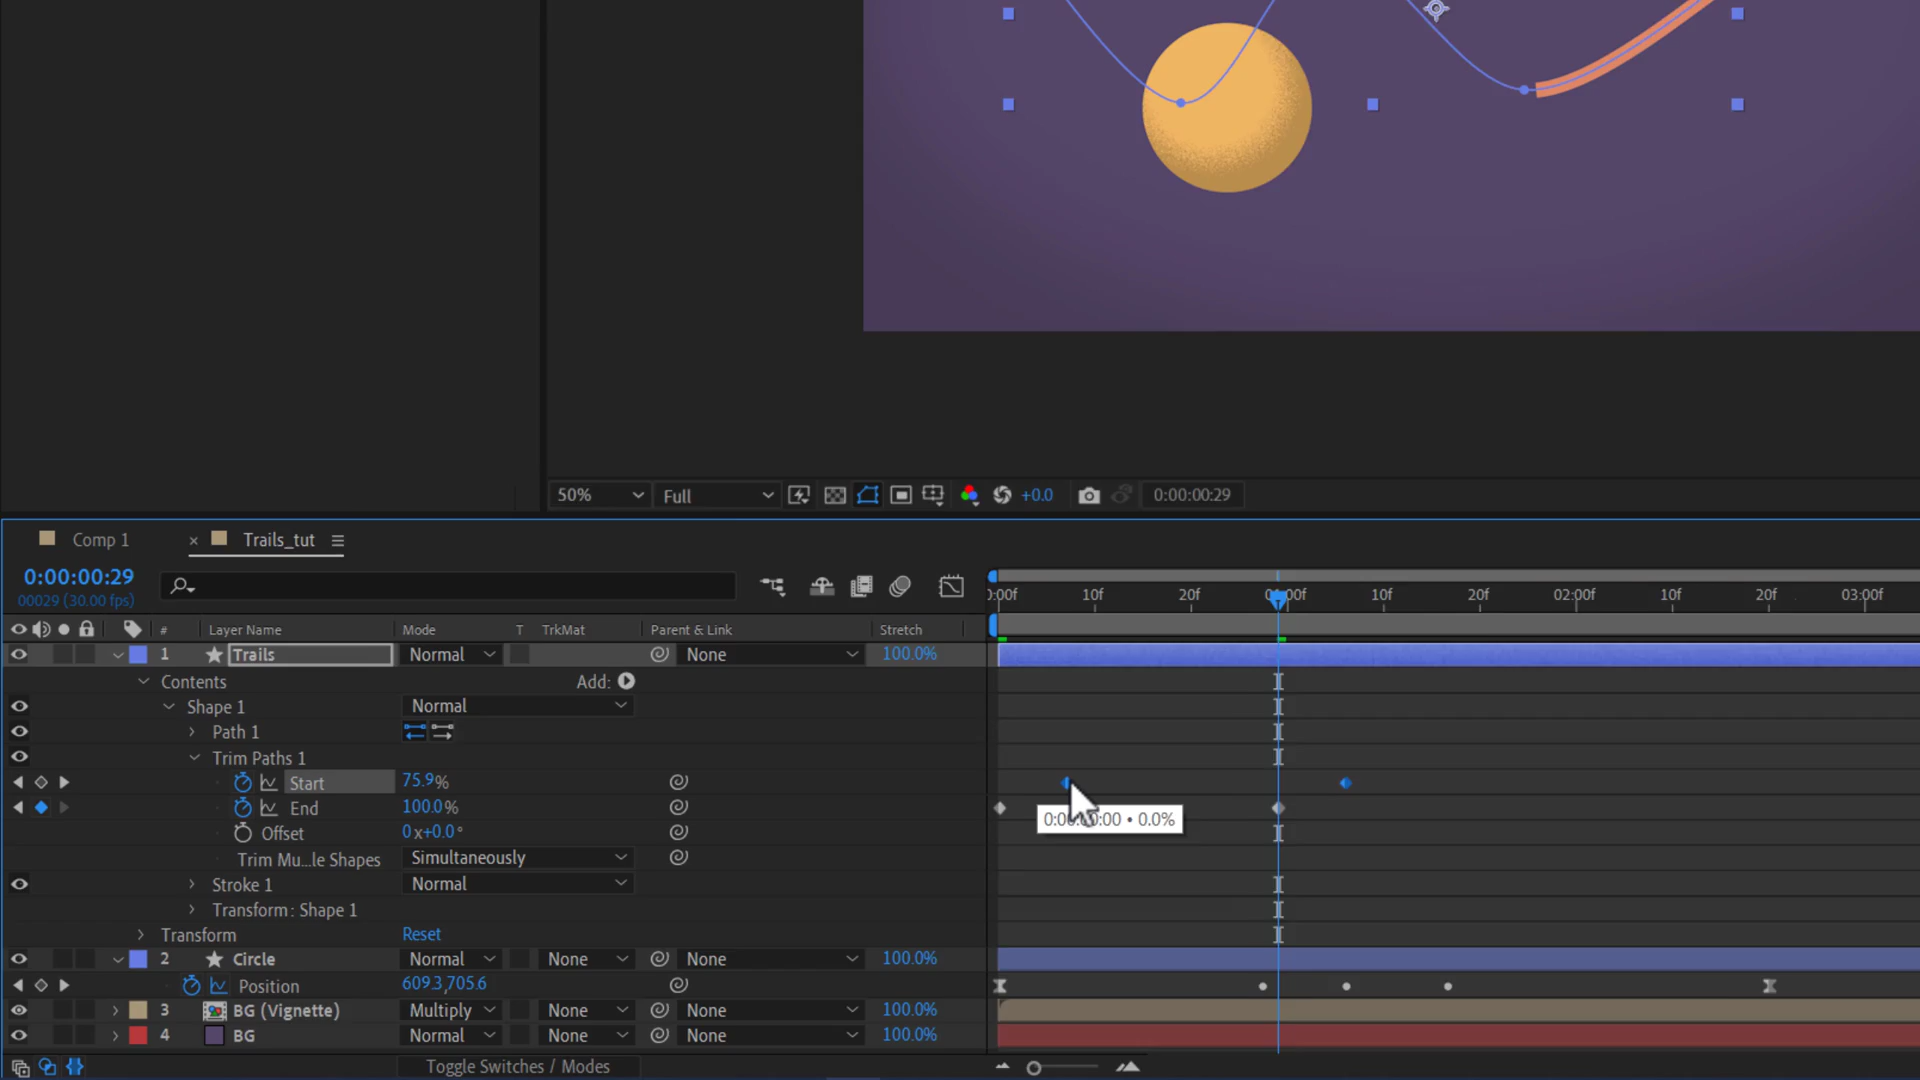 50% Full +0.0 0:00:00:29
Comp 1 × Trails_tut
0:00:00:29
00029 (30.00 fps)
0:00f 10f 20f 01:00f 10f 20f 02:00f 10f 20f 03:00f
# Layer Name Mode T TrkMat Parent & Link Stretch
1 Trails Normal None 100.0%
Contents Add:
Shape 1 Normal
Path 1
Trim Paths 1
Start 75.9%
End 100.0%
0:00:00:00 • 0.0%
Offset 0x+0.0°
Trim Mu...le Shapes Simultaneously
Stroke 1 Normal
Transform: Shape 1
Transform Reset
2 Circle Normal None None 100.0%
Position 609.3,705.6
3 BG (Vignette) Multiply None None 100.0%
4 BG Normal None None 100.0%
Toggle Switches / Modes